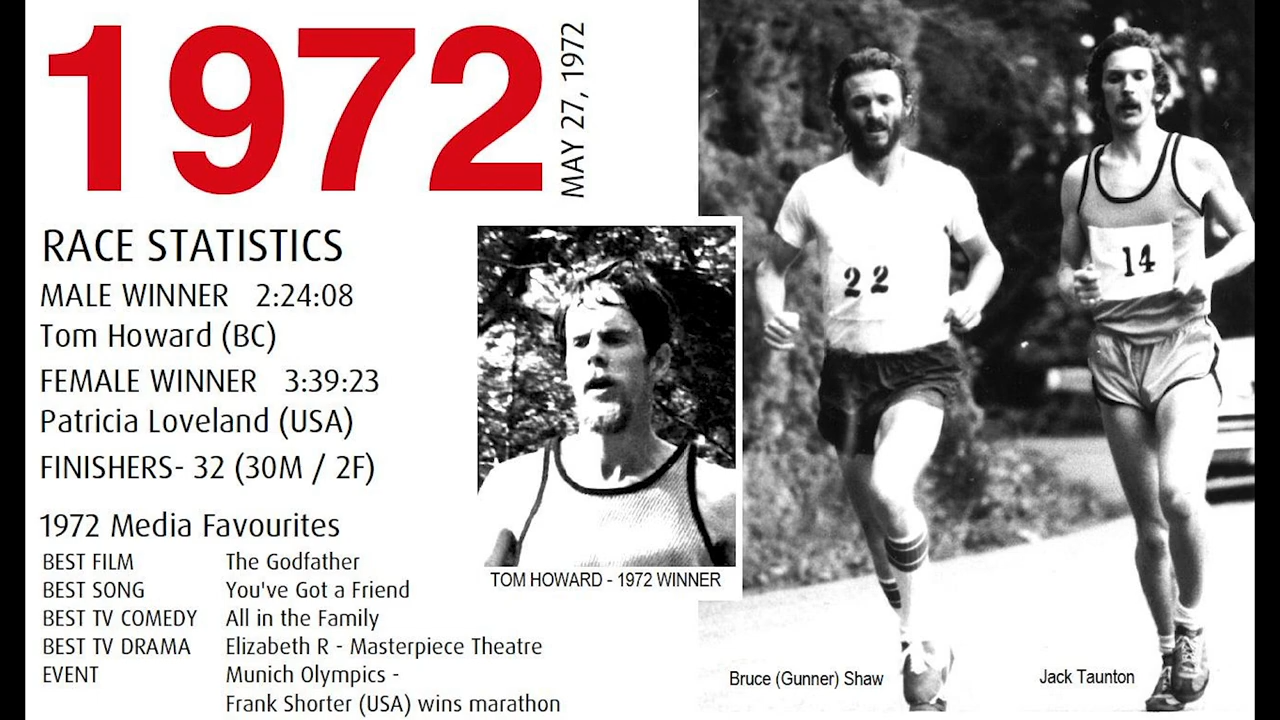 1972
MAY 27, 1972
RACE STATISTICS
MALE WINNER 2:24:08
Tom Howard (BC)
FEMALE WINNER 3:39:23
Patricia Loveland (USA)
FINISHERS- 32 (30M / 2F)
1972 Media Favourites
BEST FILM The Godfather
BEST SONG You've Got a Friend
BEST TV COMEDY All in the Family
BEST TV DRAMA Elizabeth R - Masterpiece Theatre
EVENT Munich Olympics -
Frank Shorter (USA) wins marathon
TOM HOWARD - 1972 WINNER
22
14
Bruce (Gunner) Shaw
Jack Taunton